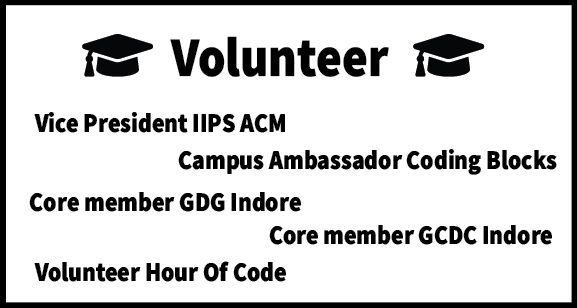 Volunteer
Vice President IIPS ACM
Campus Ambassador Coding Blocks
Core member GDG Indore
Core member GCDC Indore
Volunteer Hour Of Code